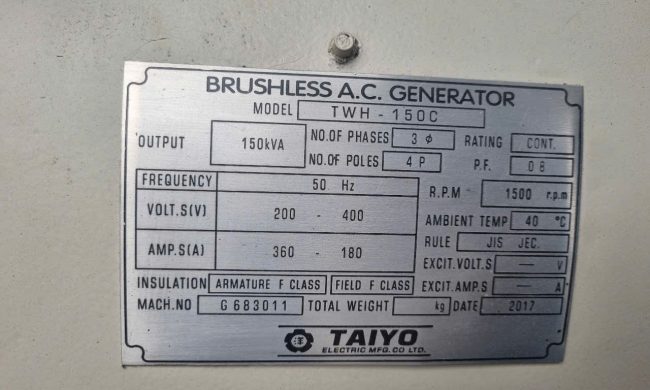 BRUSHLESS A.C. GENERATOR
MODEL TWH - 150C
OUTPUT 150kVA NO.OF PHASES 3 ϕ RATING CONT.
NO.OF POLES 4 P P.F. 0 8
FREQUENCY 50 Hz R.P.M 1500 r.p.m
VOLT.S(V) 200 - 400 AMBIENT TEMP 40 °C
RULE JIS JEC.
AMP.S(A) 360 - 180 EXCIT.VOLT.S — V
INSULATION ARMATURE F CLASS FIELD F CLASS EXCIT.AMP.S — A
MACH.NO G 683011 TOTAL WEIGHT kg DATE 2017
TAIYO
ELECTRIC MFG.CO LTD.